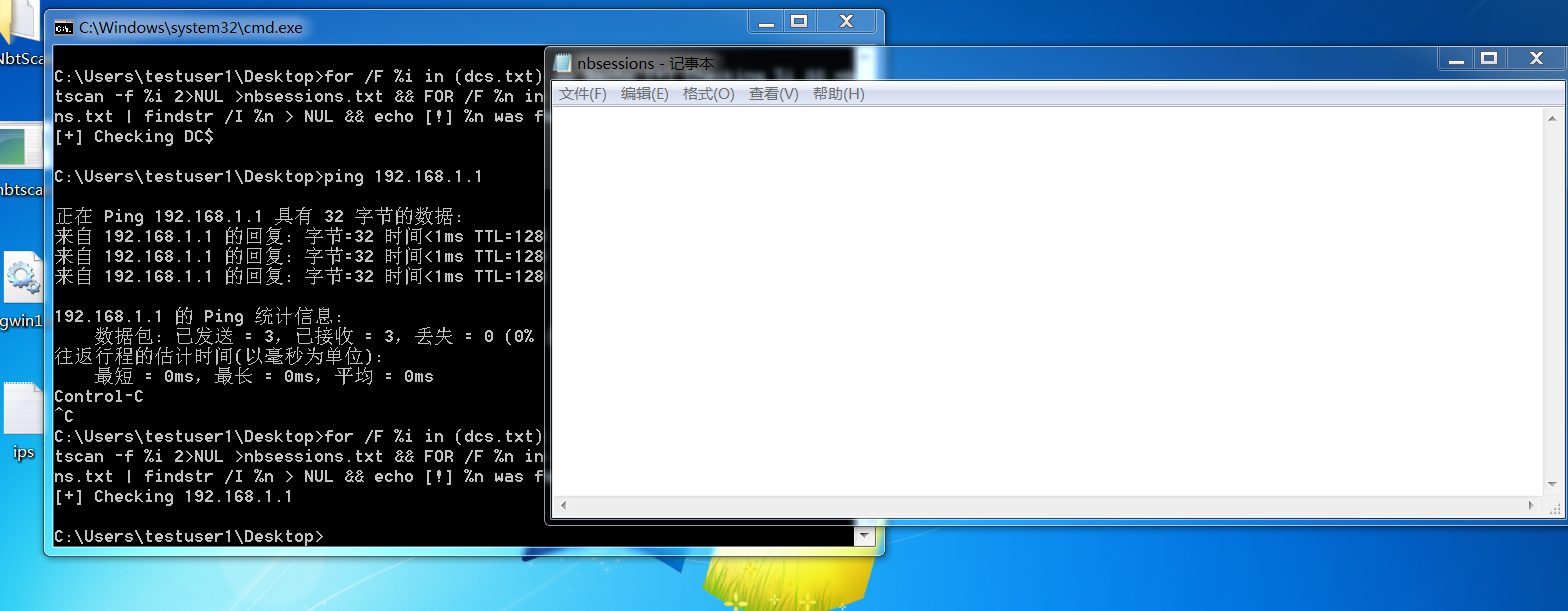 C:\Windows\system32\cmd.exe
C:\Users\testuser1\Desktop>for /F %i in (dcs.txt)
tscan -f %i 2>NUL >nbsessions.txt && FOR /F %n in
ns.txt | findstr /I %n > NUL && echo [!] %n was f
[+] Checking DC$
C:\Users\testuser1\Desktop>ping 192.168.1.1
正在 Ping 192.168.1.1 具有 32 字节的数据:
来自 192.168.1.1 的回复: 字节=32 时间<1ms TTL=128
来自 192.168.1.1 的回复: 字节=32 时间<1ms TTL=128
来自 192.168.1.1 的回复: 字节=32 时间<1ms TTL=128
192.168.1.1 的 Ping 统计信息:
数据包: 已发送 = 3, 已接收 = 3, 丢失 = 0 (0%
往返行程的估计时间(以毫秒为单位):
最短 = 0ms, 最长 = 0ms, 平均 = 0ms
Control-C
^C
C:\Users\testuser1\Desktop>for /F %i in (dcs.txt)
tscan -f %i 2>NUL >nbsessions.txt && FOR /F %n in
ns.txt | findstr /I %n > NUL && echo [!] %n was f
[+] Checking 192.168.1.1
C:\Users\testuser1\Desktop>
nbsessions - 记事本
文件(F) 编辑(E) 格式(O) 查看(V) 帮助(H)
NbtSca
nbtsca
gwin1
ips